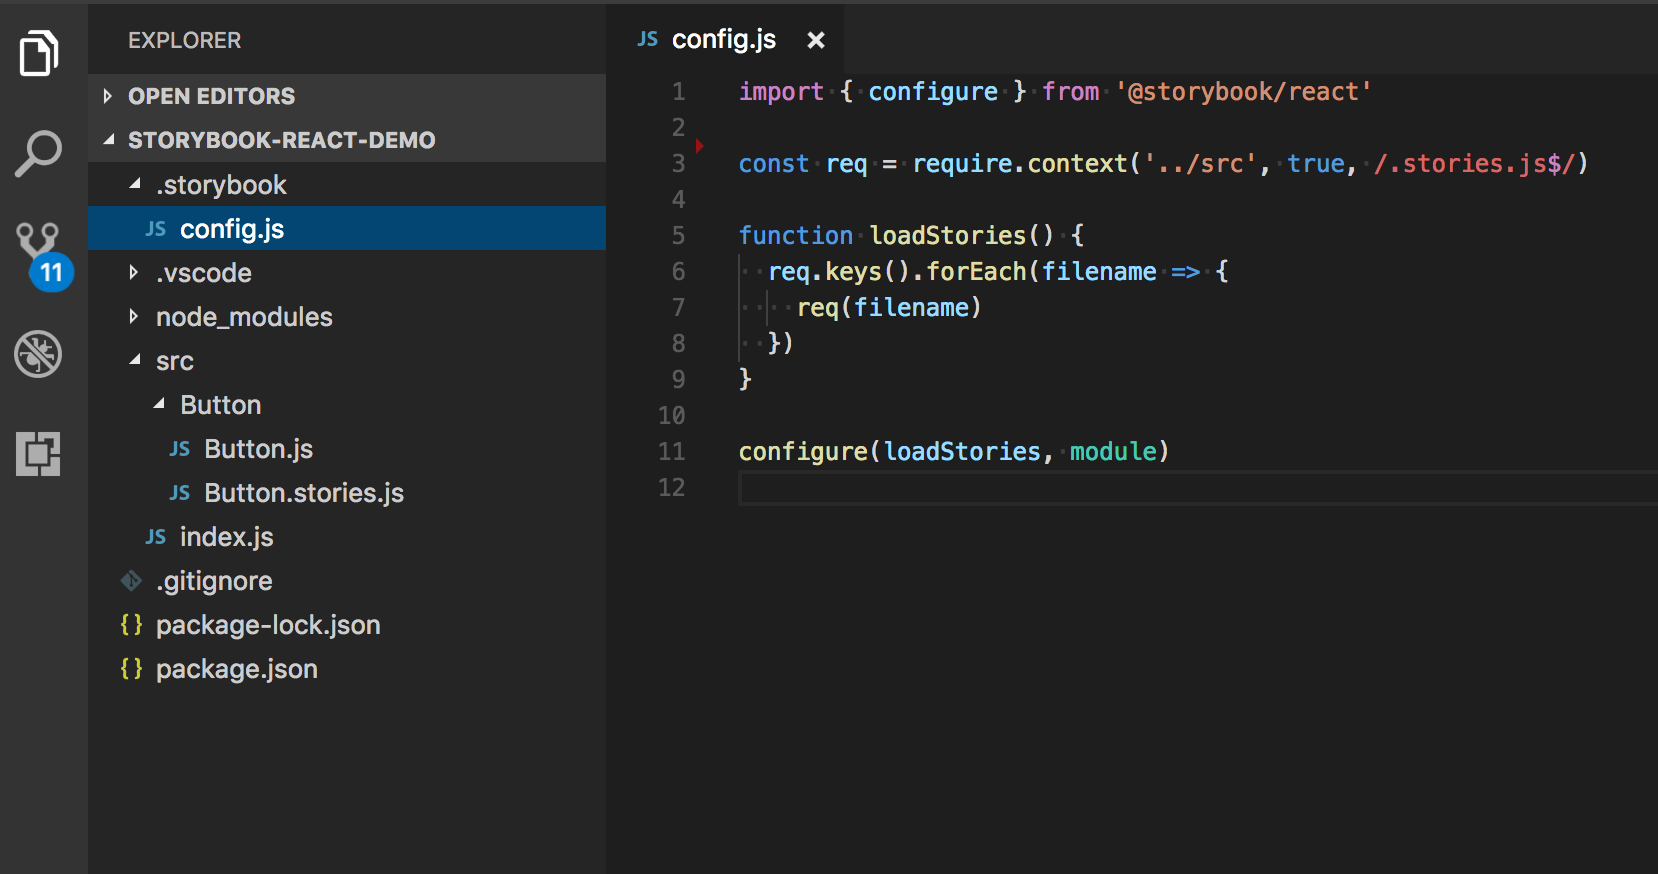 EXPLORER
OPEN EDITORS
STORYBOOK-REACT-DEMO
.storybook
JS config.js
.vscode
node_modules
src
Button
JS Button.js
JS Button.stories.js
JS index.js
.gitignore
{} package-lock.json
{} package.json
11
JS config.js ×
1 import { configure } from '@storybook/react'
2
3 const req = require.context('../src', true, /.stories.js$/)
4
5 function loadStories() {
6   req.keys().forEach(filename => {
7     req(filename)
8   })
9 }
10
11 configure(loadStories, module)
12